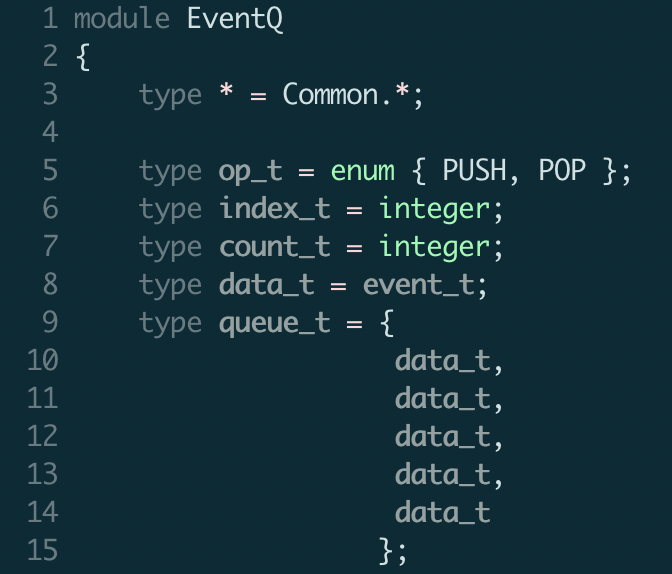 1 module EventQ
2 {
3     type * = Common.*;
4
5     type op_t = enum { PUSH, POP };
6     type index_t = integer;
7     type count_t = integer;
8     type data_t = event_t;
9     type queue_t = {
10                     data_t,
11                     data_t,
12                     data_t,
13                     data_t,
14                     data_t
15                    };